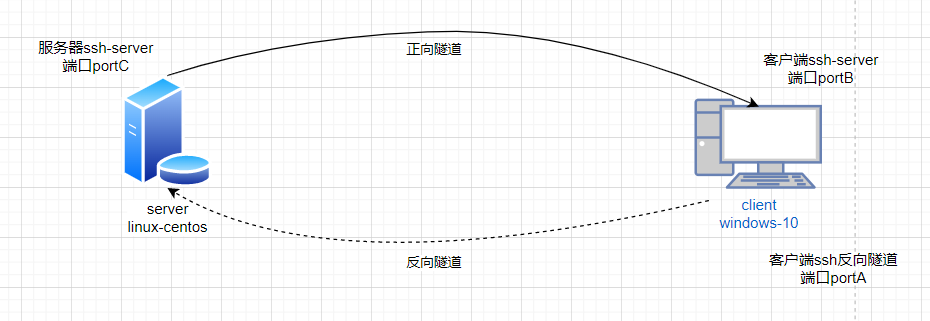 服务器ssh-server
端口portC
正向隧道
客户端ssh-server
端口portB
server
linux-centos
client
windows-10
反向隧道
客户端ssh反向隧道
端口portA